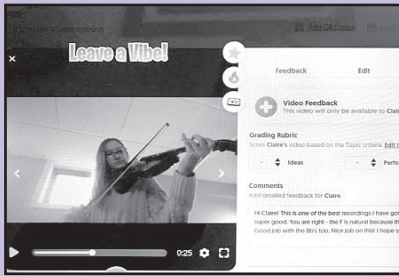 Leave a Vibe!
Feedback Edit
Video Feedback
This video will only be available to Claire
Grading Rubric
Score Claire's video based on the Topic criteria.
Ideas
Comments
Add detailed feedback for Claire.
Hi Claire! This is one of the best recordings I have
super good. You are right - the F is natural because
Good job with the Bb's too. Nice job on this! I hope
0:25